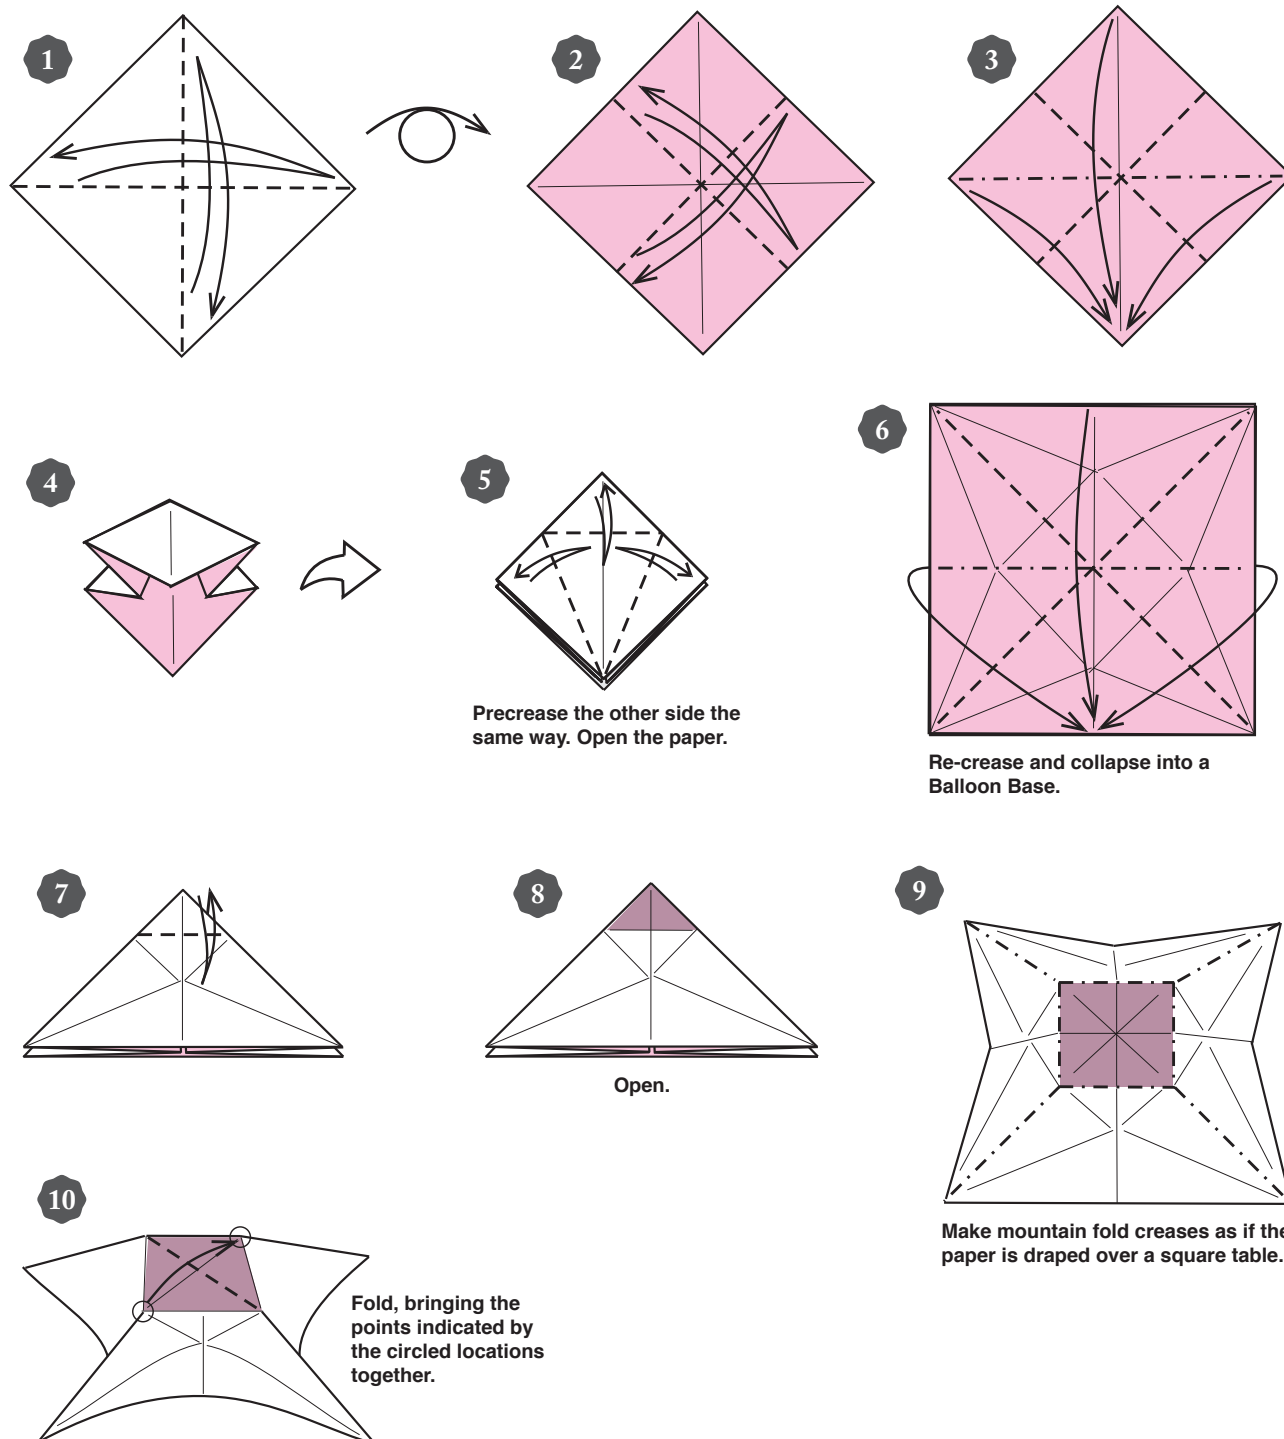 1
2
3
4
5
6
Precrease the other side the
same way. Open the paper.
Re-crease and collapse into a
Balloon Base.
7
8
9
Open.
Make mountain fold creases as if the
paper is draped over a square table.
10
Fold, bringing the
points indicated by
the circled locations
together.